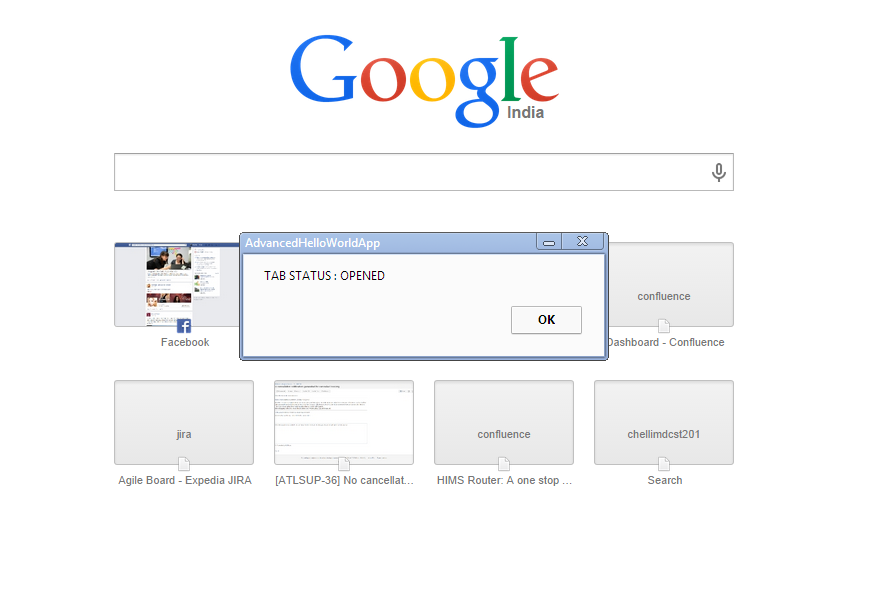 Google
India
AdvancedHelloWorldApp
TAB STATUS : OPENED
OK
confluence
Facebook
Dashboard - Confluence
jira
confluence
chellimdcst201
Agile Board - Expedia JIRA
[ATLSUP-36] No cancellat...
HIMS Router: A one stop ...
Search